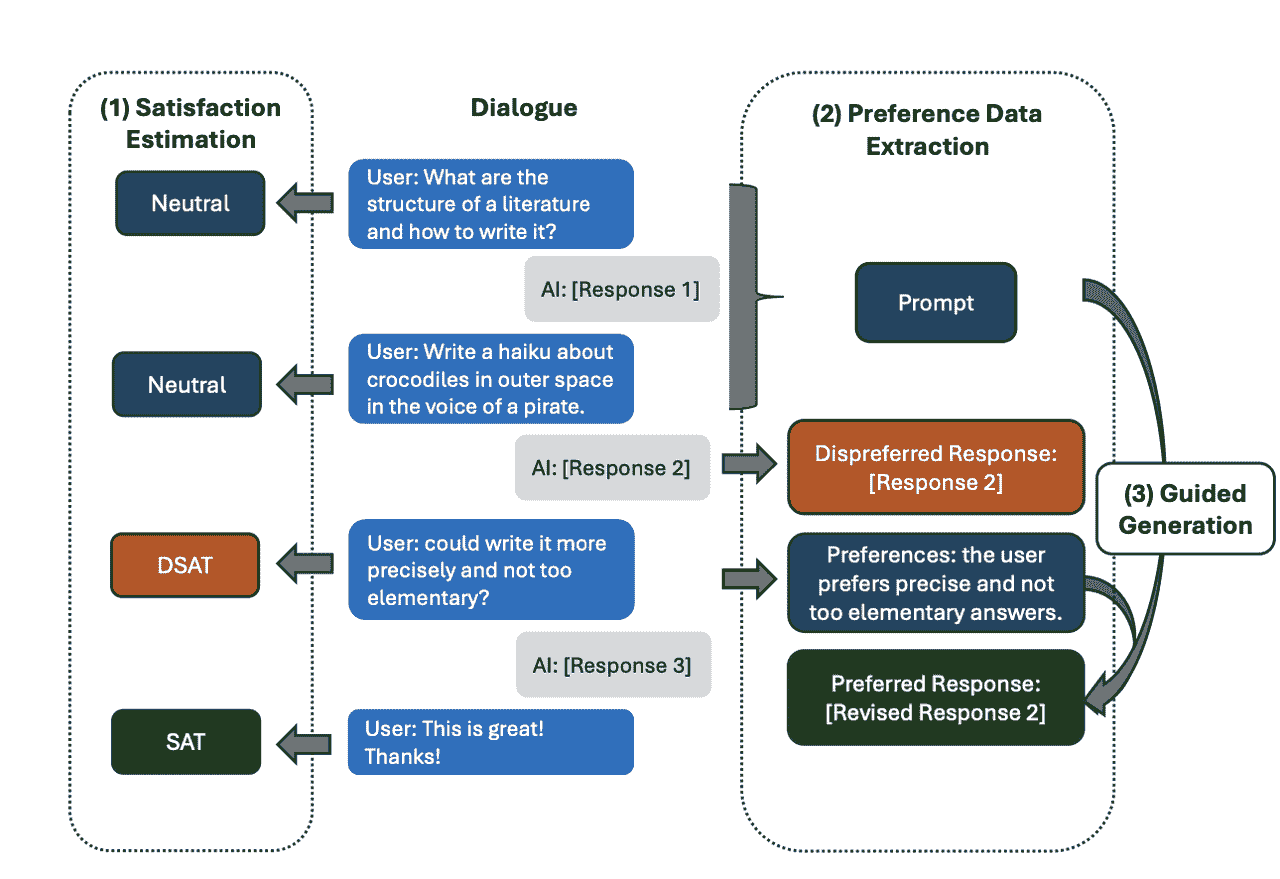 (1) Satisfaction
Estimation
Dialogue
(2) Preference Data
Extraction
Neutral
User: What are the
structure of a literature
and how to write it?
AI: [Response 1]
Prompt
Neutral
User: Write a haiku about
crocodiles in outer space
in the voice of a pirate.
AI: [Response 2]
Dispreferred Response:
[Response 2]
(3) Guided
Generation
DSAT
User: could write it more
precisely and not too
elementary?
Preferences: the user
prefers precise and not
too elementary answers.
AI: [Response 3]
Preferred Response:
[Revised Response 2]
SAT
User: This is great!
Thanks!